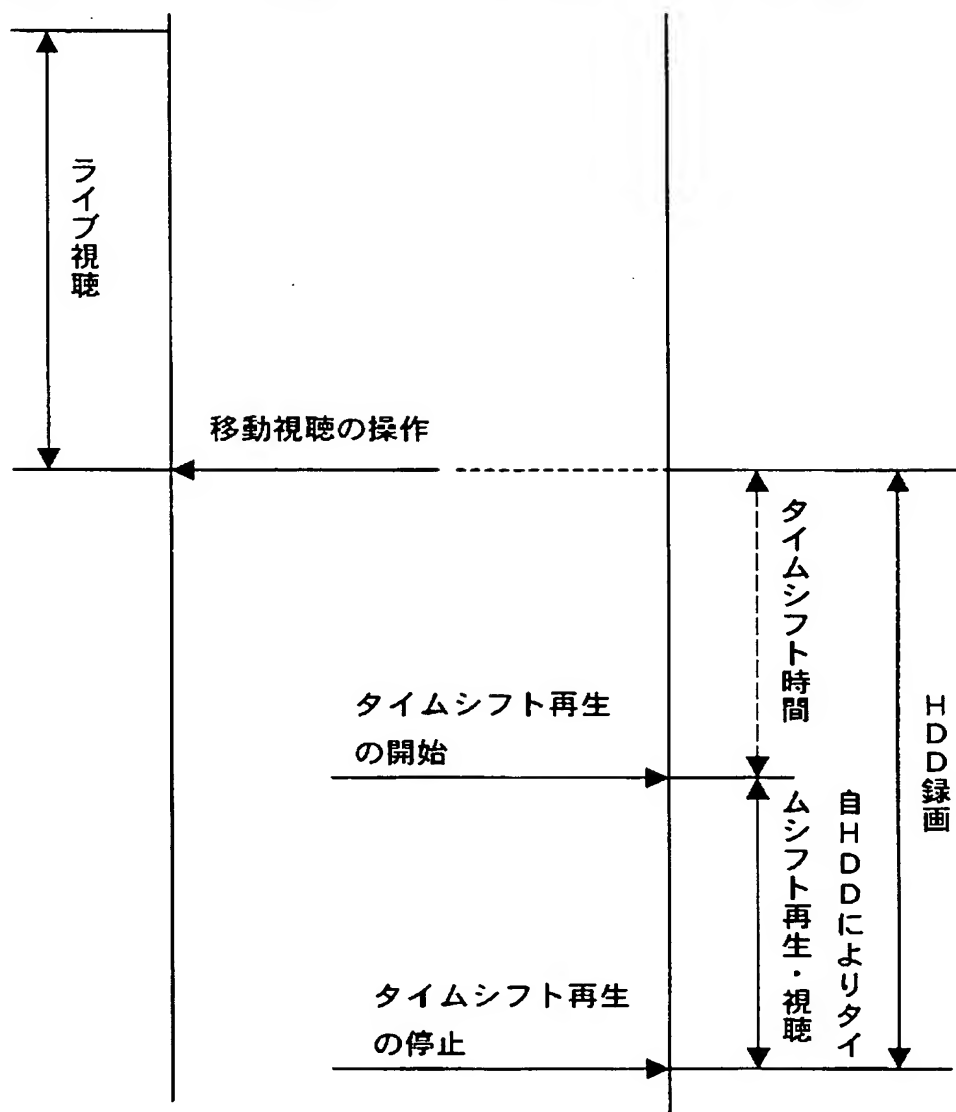 ライブ視聴
移動視聴の操作
タイムシフト時間
HDD録画
タイムシフト再生
の開始
自HDDによりタイ
ムシフト再生・視聴
タイムシフト再生
の停止